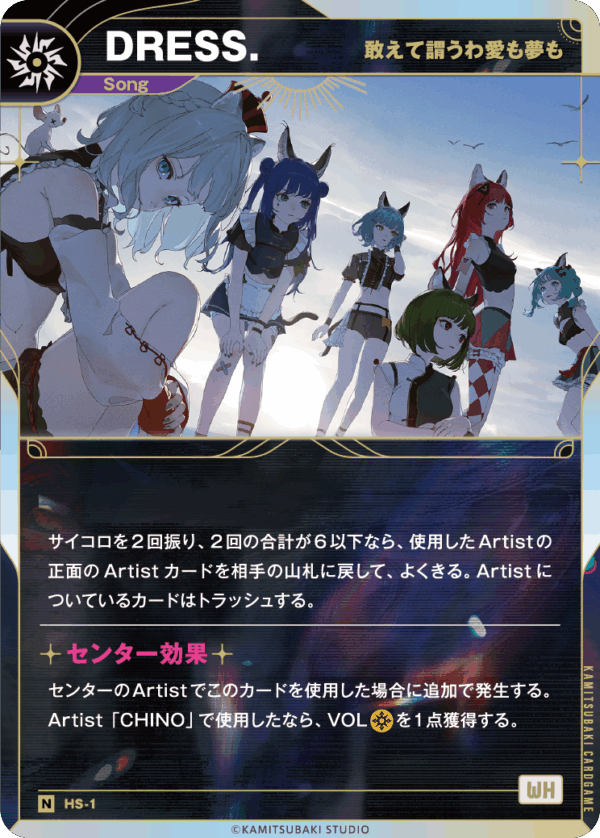 DRESS.
敢えて謂うわ愛も夢も
Song
サイコロを2回振り、2回の合計が6以下なら、使用したArtistの
正面のArtistカードを相手の山札に戻して、よくきる。Artistに
ついているカードはトラッシュする。
センター効果
センターのArtistでこのカードを使用した場合に追加で発生する。
Artist「CHINO」で使用したなら、VOLを1点獲得する。
KAMITSUBAKI CARDGAME
N HS-1
WH
©KAMITSUBAKI STUDIO